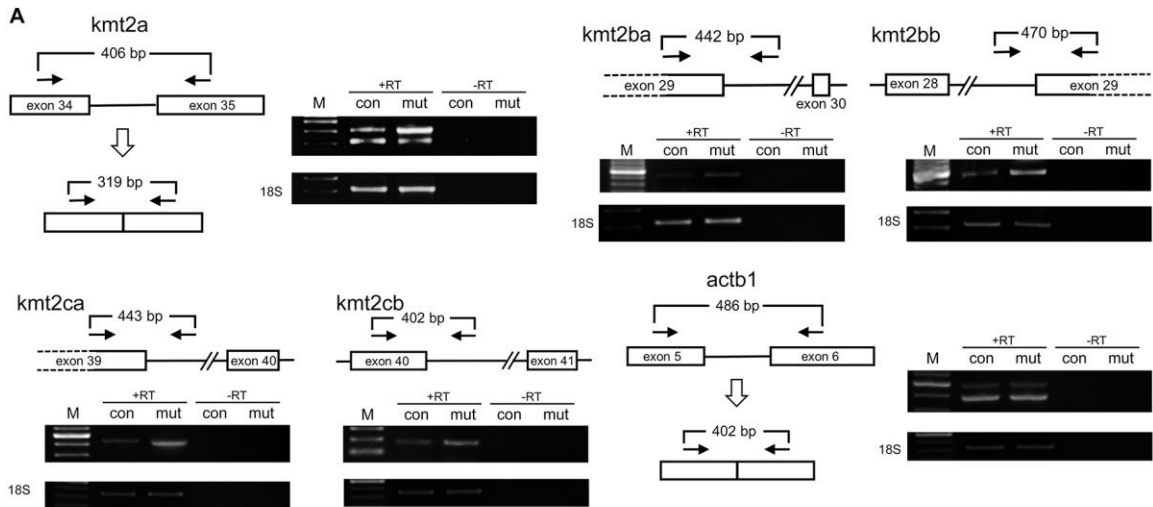 A
kmt2a
406 bp
exon 34 exon 35
319 bp
+RT -RT
M con mut con mut
18S
kmt2ba
442 bp
exon 29 exon 30
+RT -RT
M con mut con mut
18S
kmt2bb
470 bp
exon 28 exon 29
+RT -RT
M con mut con mut
18S
kmt2ca
443 bp
exon 39 exon 40
+RT -RT
M con mut con mut
18S
kmt2cb
402 bp
exon 40 exon 41
+RT -RT
M con mut con mut
actb1
486 bp
exon 5 exon 6
402 bp
+RT -RT
M con mut con mut
18S